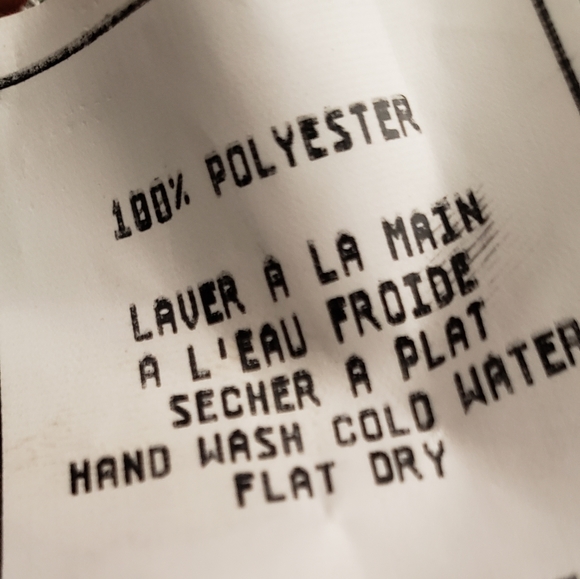 100% POLYESTER
LAVER A LA MAIN
A L'EAU FROIDE
SECHER A PLAT
HAND WASH COLD WATER
FLAT DRY